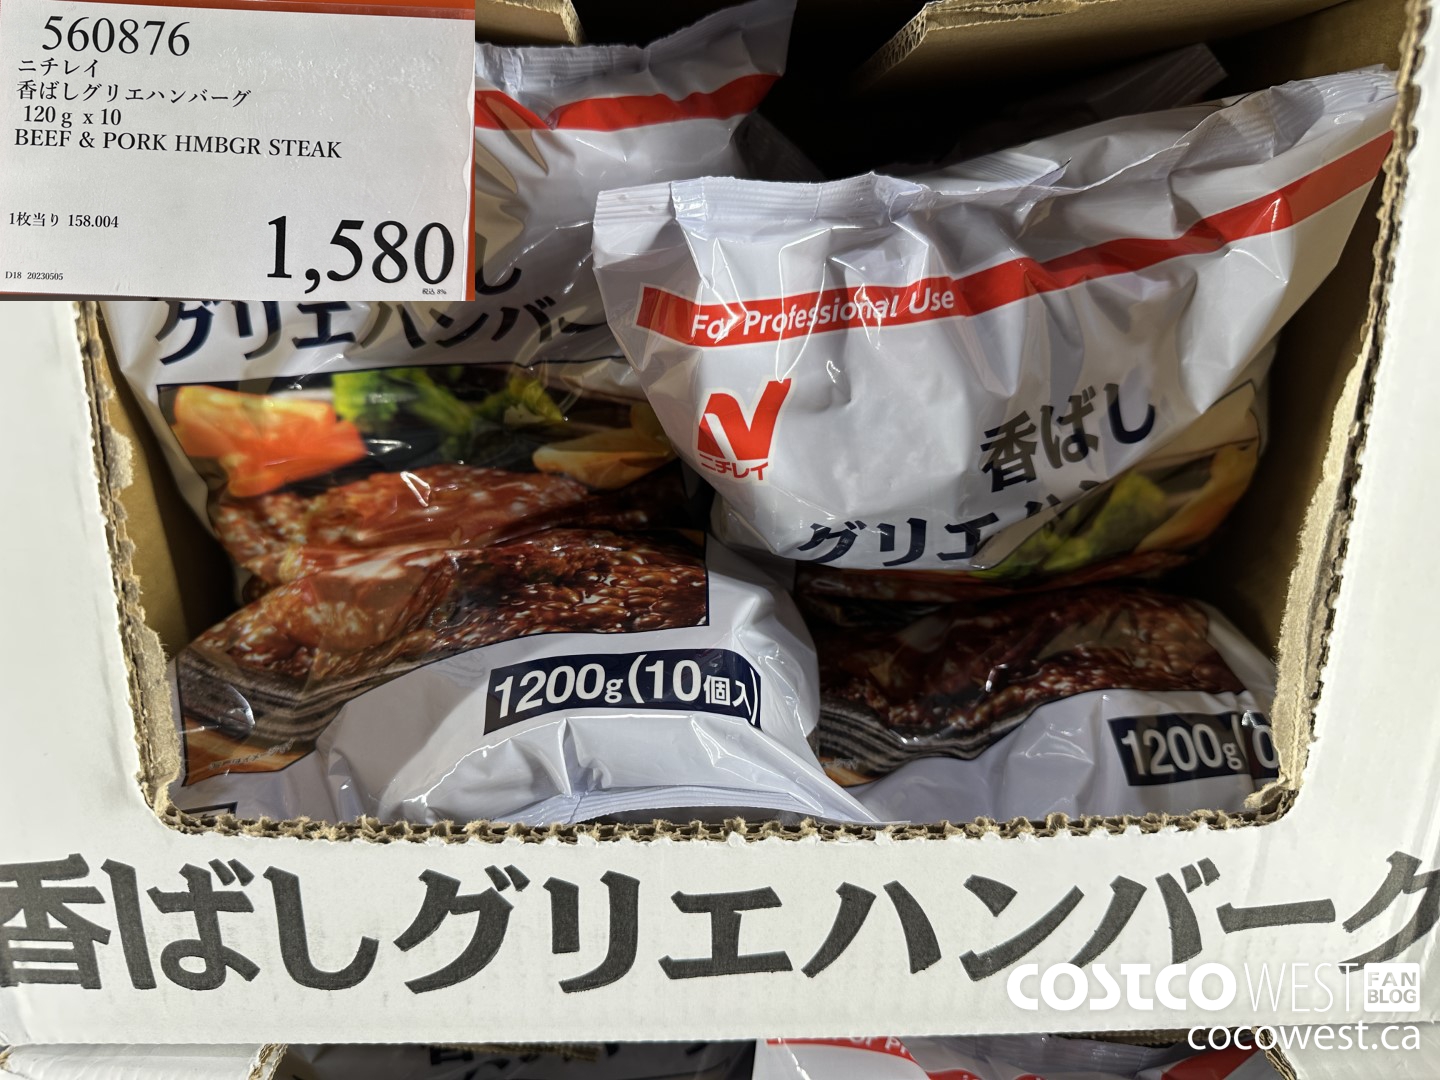 560876
ニチレイ
香ばしグリエハンバーグ
120g x 10
BEEF & PORK HMBGR STEAK
1枚当り 158.004
1,580
D18 20230505
税込 8%
し
グリエハンバー
1200g(10個入)
For Professional Use
ニチレイ
香ばし
グリエハン
1200g(
香ばしグリエハンバーグ
COSTCO WEST FAN BLOG
cocowest.ca